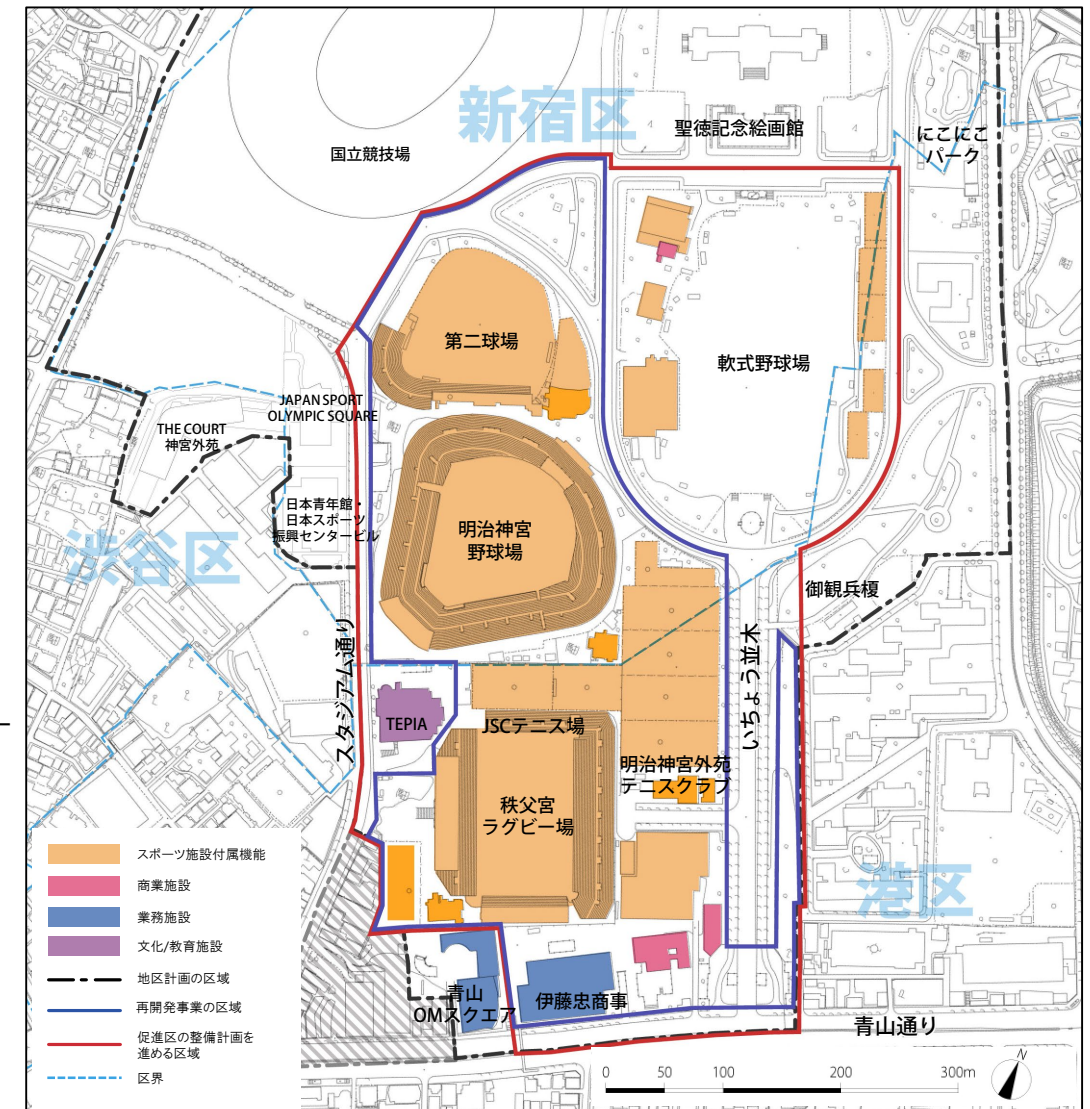 新宿区
国立競技場
聖徳記念絵画館
にこにこ
パーク
第二球場
軟式野球場
JAPAN SPORT
OLYMPIC SQUARE
THE COURT
神宮外苑
日本青年館・
日本スポーツ
振興センタービル
明治神宮
野球場
渋谷区
御観兵榎
スタジアム通り
いちょう並木
TEPIA
JSCテニス場
明治神宮外苑
テニスクラブ
秩父宮
ラグビー場
港区
スポーツ施設付属機能
商業施設
業務施設
文化/教育施設
地区計画の区域
再開発事業の区域
促進区の整備計画を
進める区域
区界
青山
OMスクエア
伊藤忠商事
青山通り
0 50 100 200 300m
N